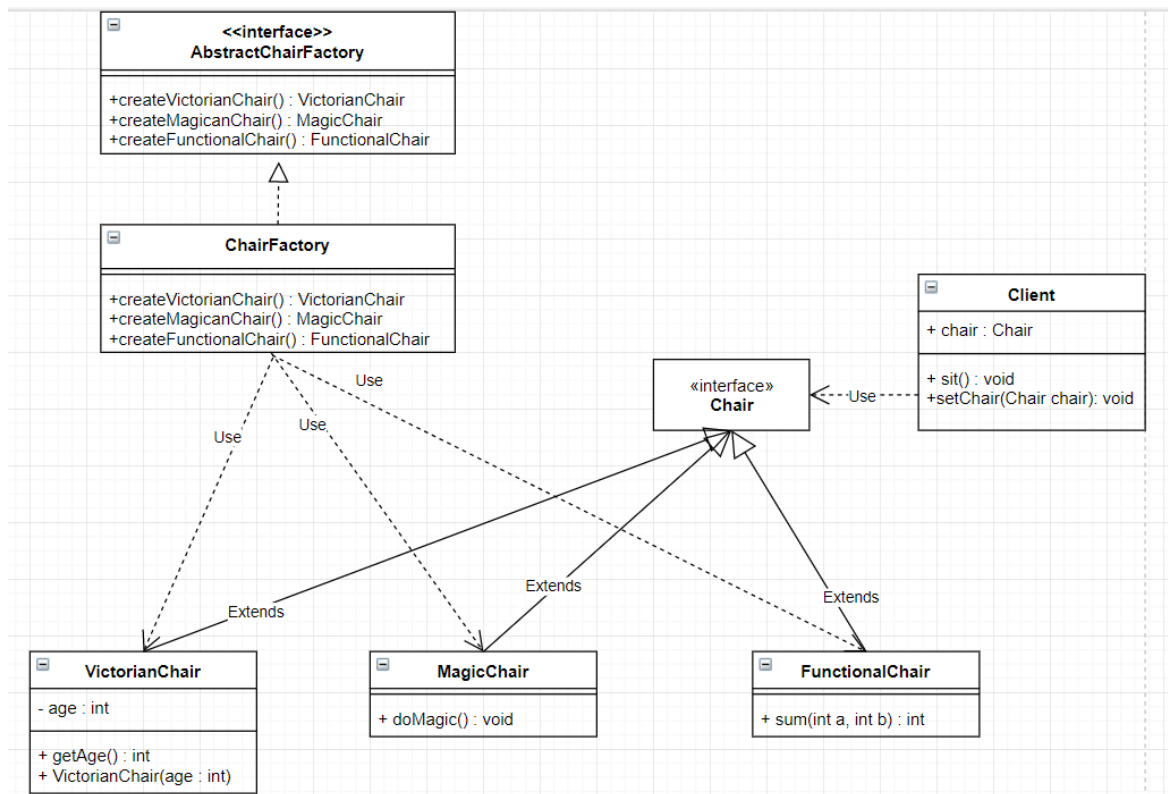 <<interface>>
AbstractChairFactory
+createVictorianChair() : VictorianChair
+createMagicanChair() : MagicChair
+createFunctionalChair() : FunctionalChair
ChairFactory
+createVictorianChair() : VictorianChair
+createMagicanChair() : MagicChair
+createFunctionalChair() : FunctionalChair
Client
+ chair : Chair
+ sit() : void
+setChair(Chair chair): void
«interface»
Chair
Use
Use
Use
Use
Extends
Extends
Extends
VictorianChair
- age : int
+ getAge() : int
+ VictorianChair(age : int)
MagicChair
+ doMagic() : void
FunctionalChair
+ sum(int a, int b) : int